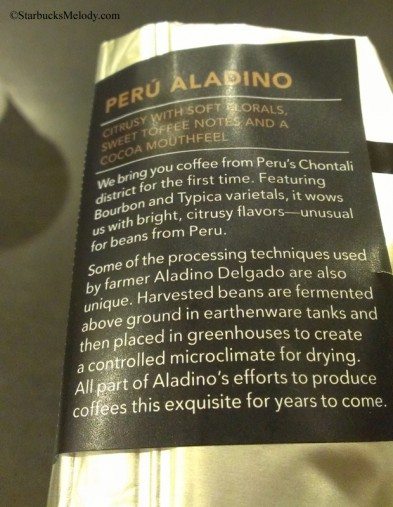 ©StarbucksMelody.com
PERÚ ALADINO
CITRUSY WITH SOFT FLORALS,
SWEET TOFFEE NOTES AND A
COCOA MOUTHFEEL
We bring you coffee from Peru's Chontali
district for the first time. Featuring
Bourbon and Typica varietals, it wows
us with bright, citrusy flavors—unusual
for beans from Peru.
Some of the processing techniques used
by farmer Aladino Delgado are also
unique. Harvested beans are fermented
above ground in earthenware tanks and
then placed in greenhouses to create
a controlled microclimate for drying.
All part of Aladino's efforts to produce
coffees this exquisite for years to come.